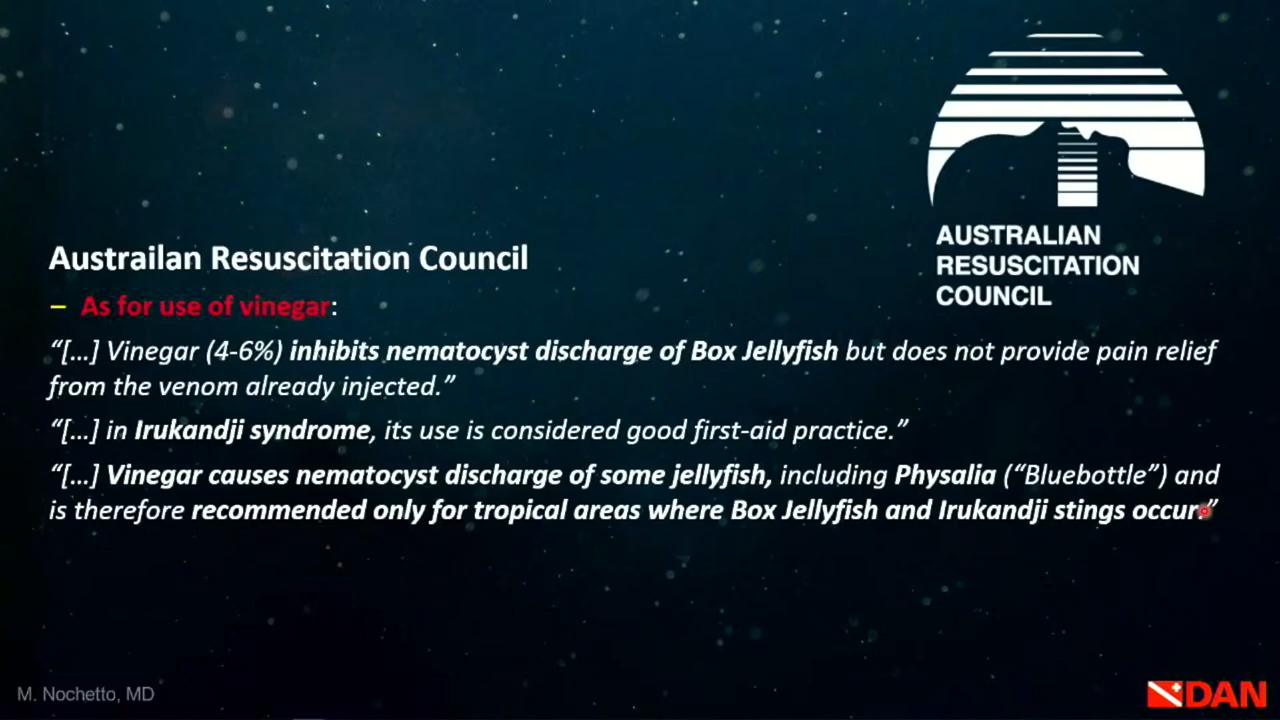 AUSTRALIAN
RESUSCITATION
COUNCIL
Austrailan Resuscitation Council
– As for use of vinegar:
“[…] Vinegar (4-6%) inhibits nematocyst discharge of Box Jellyfish but does not provide pain relief
from the venom already injected.”
“[…] in Irukandji syndrome, its use is considered good first-aid practice.”
“[…] Vinegar causes nematocyst discharge of some jellyfish, including Physalia (“Bluebottle”) and
is therefore recommended only for tropical areas where Box Jellyfish and Irukandji stings occur.”
M. Nochetto, MD
DAN